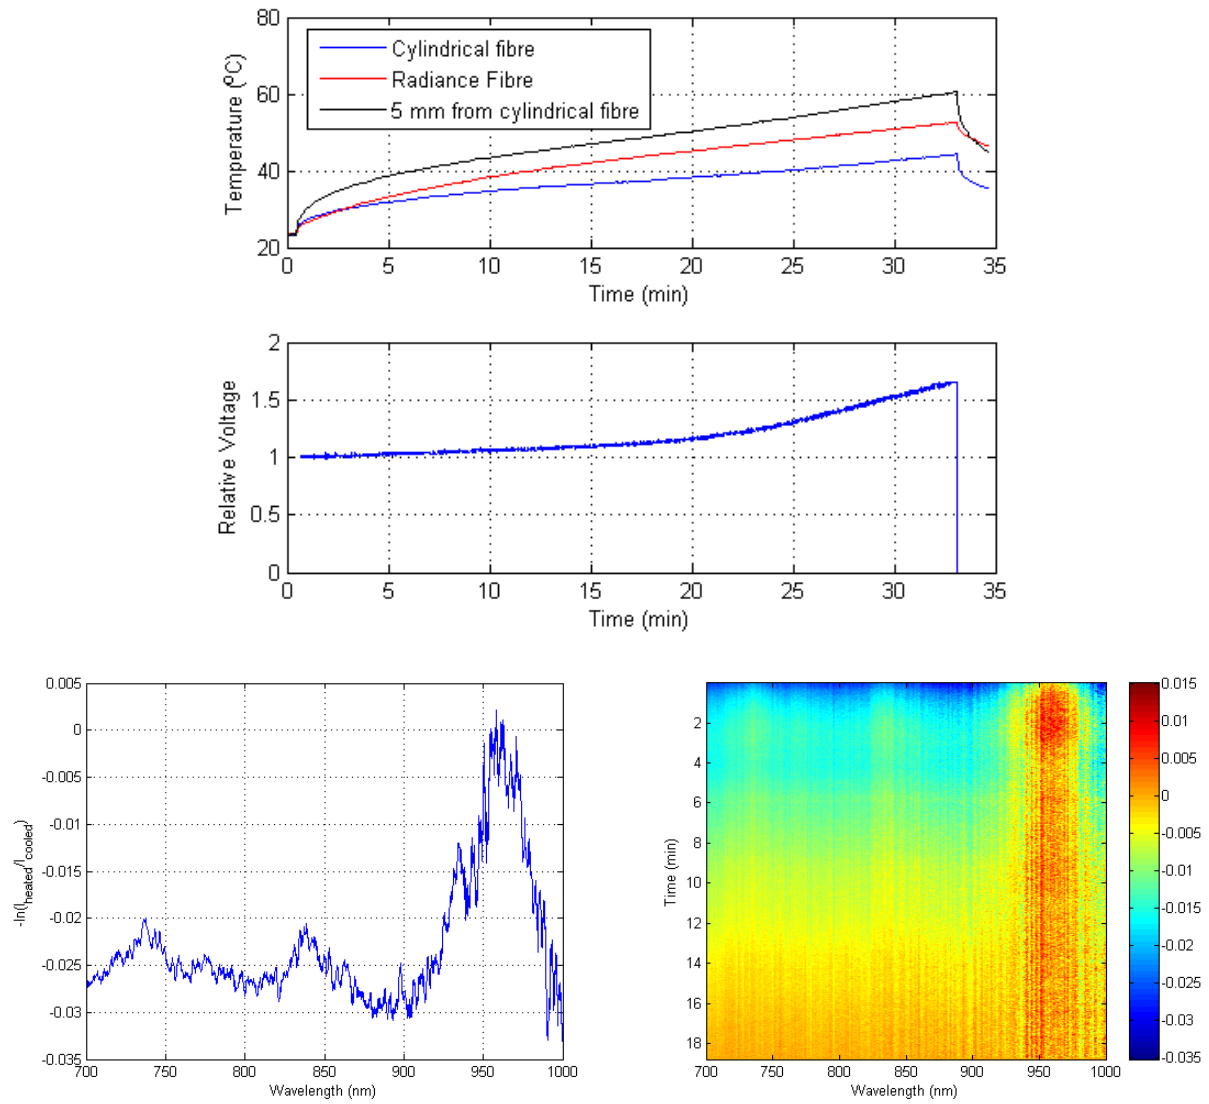 80
60
40
20
Temperature (ºC)
Cylindrical fibre
Radiance Fibre
5 mm from cylindrical fibre
0 5 10 15 20 25 30 35
Time (min)
2
1.5
1
0.5
0
Relative Voltage
0 5 10 15 20 25 30 35
Time (min)
0.005
0
-0.005
-0.01
-0.015
-0.02
-0.025
-0.03
-0.035
-ln(Iheated/Icooled)
700 750 800 850 900 950 1000
Wavelength (nm)
2
4
6
8
10
12
14
16
18
Time (min)
700 750 800 850 900 950 1000
Wavelength (nm)
0.015
0.01
0.005
0
-0.005
-0.01
-0.015
-0.02
-0.025
-0.03
-0.035